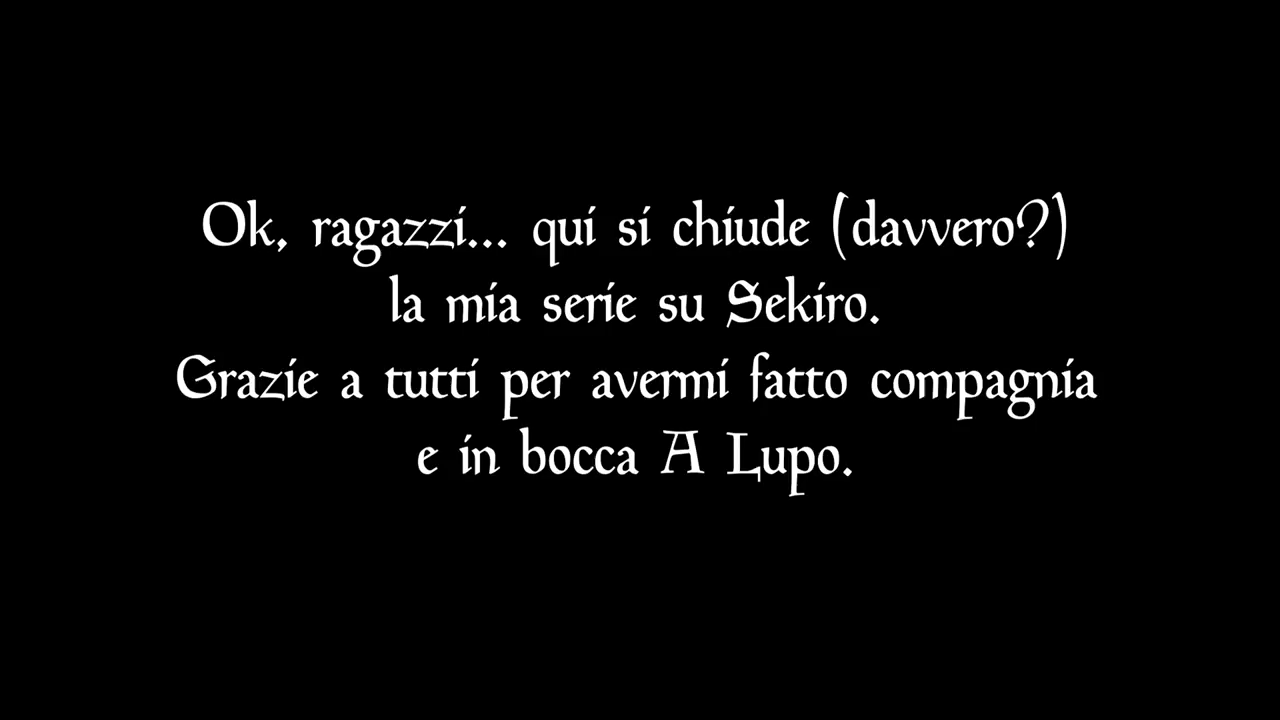 Ok, ragazzi... qui si chiude (davvero?)
la mia serie su Sekiro.
Grazie a tutti per avermi fatto compagnia
e in bocca A Lupo.